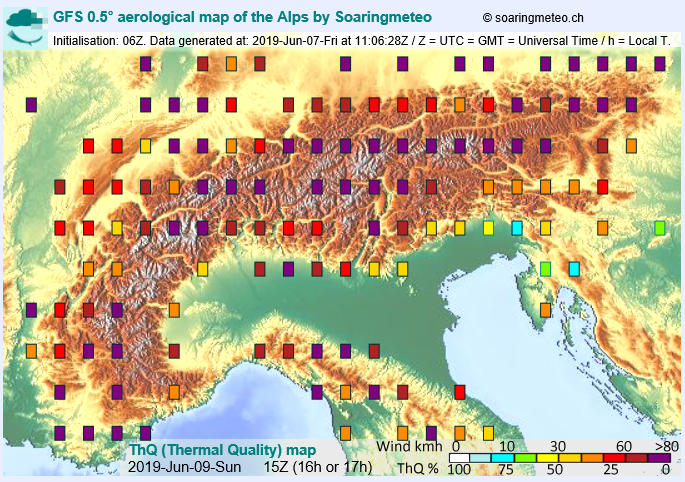 GFS 0.5° aerological map of the Alps by Soaringmeteo © soaringmeteo.ch
Initialisation: 06Z. Data generated at: 2019-Jun-07-Fri at 11:06:28Z / Z = UTC = GMT = Universal Time / h = Local T.
ThQ (Thermal Quality) map
2019-Jun-09-Sun 15Z (16h or 17h)
Wind kmh 0 10 30 60 >80
ThQ % 100 75 50 25 0